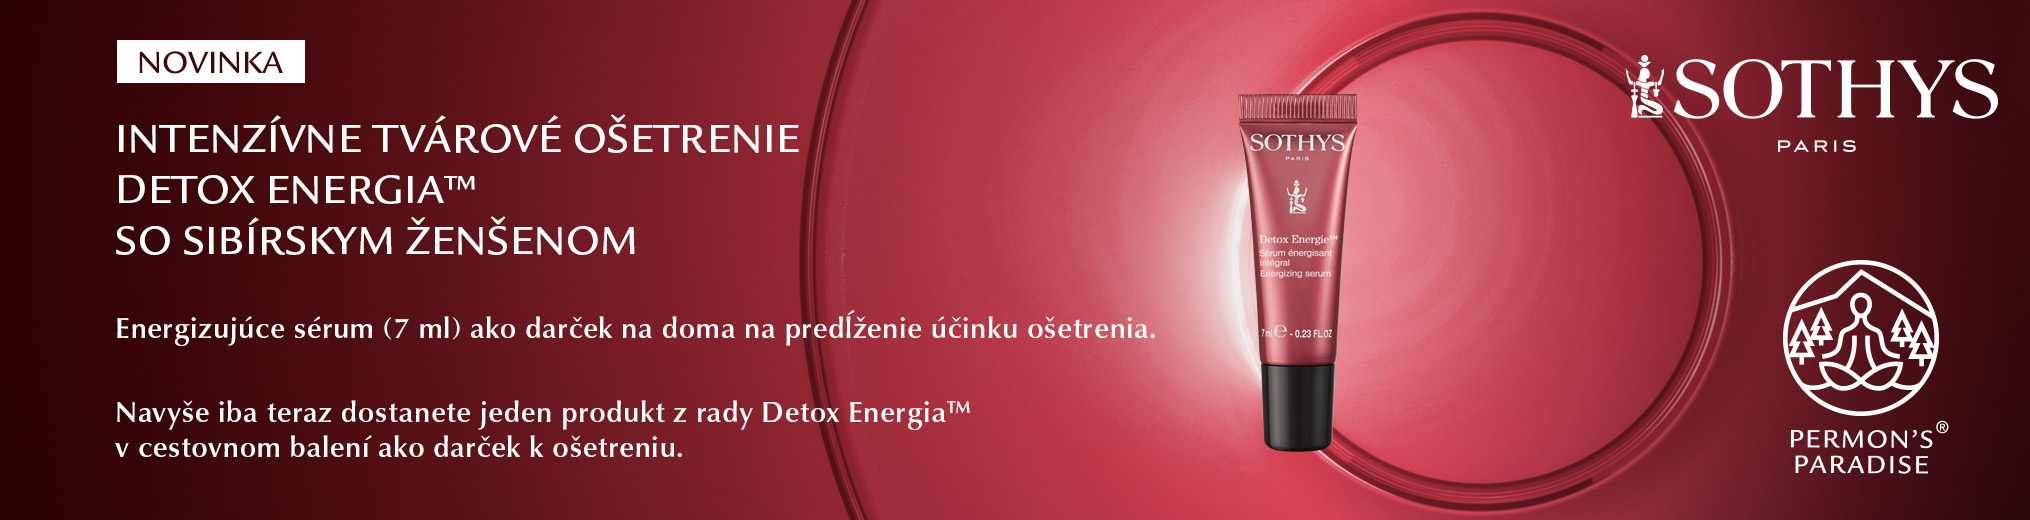 NOVINKA
INTENZÍVNE TVÁROVÉ OŠETRENIE
DETOX ENERGIA™
SO SIBÍRSKYM ŽENŠENOM
Energizujúce sérum (7 ml) ako darček na doma na predĺženie účinku ošetrenia.
Navyše iba teraz dostanete jeden produkt z rady Detox Energia™
v cestovnom balení ako darček k ošetreniu.
SOTHYS
PARIS
Detox Energie™
Sérum énergisant
intégral
Energizing serum
7 ml ℮ - 0.23 FL.OZ
SOTHYS
PARIS
PERMON'S®
PARADISE